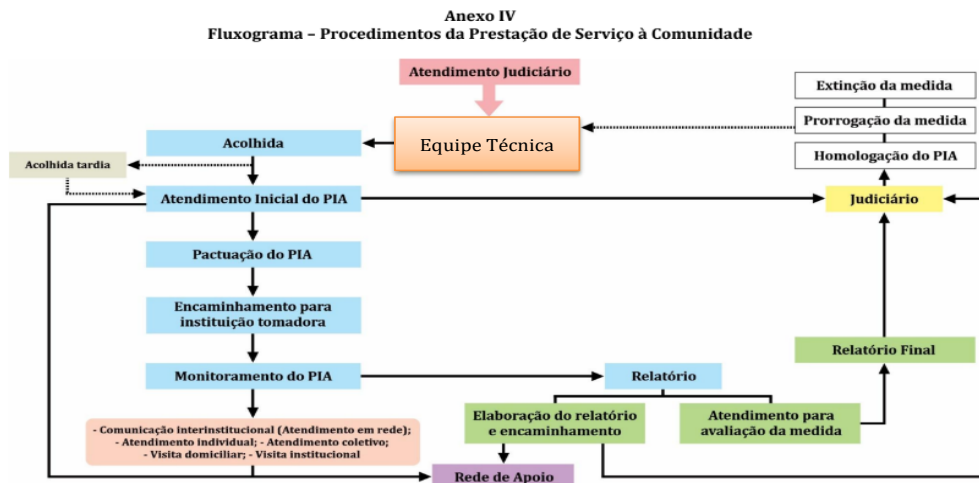 Anexo IV
Fluxograma – Procedimentos da Prestação de Serviço à Comunidade
Atendimento Judiciário
Extinção da medida
Prorrogação da medida
Homologação do PIA
Equipe Técnica
Acolhida
Acolhida tardia
Atendimento Inicial do PIA
Judiciário
Pactuação do PIA
Encaminhamento para
instituição tomadora
Relatório Final
Monitoramento do PIA
Relatório
- Comunicação interinstitucional (Atendimento em rede);
- Atendimento individual; - Atendimento coletivo;
- Visita domiciliar; - Visita institucional
Elaboração do relatório
e encaminhamento
Atendimento para
avaliação da medida
Rede de Apoio